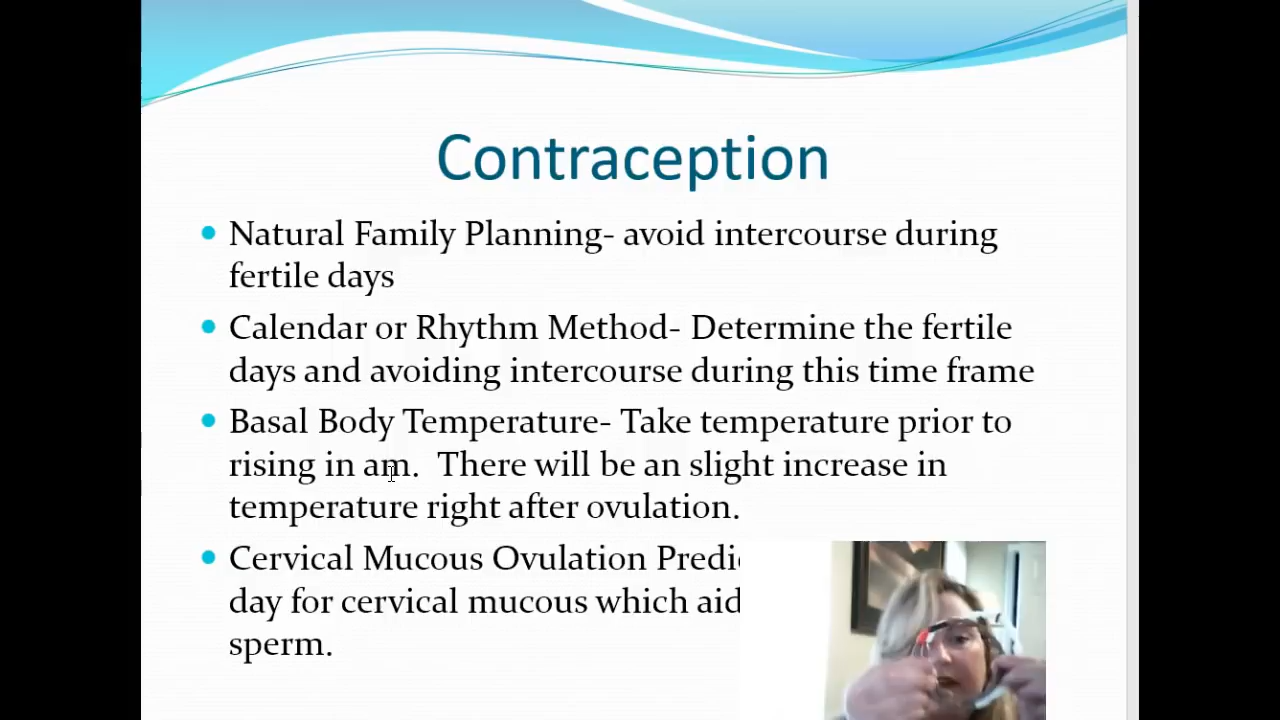 Contraception
Natural Family Planning- avoid intercourse during
fertile days
Calendar or Rhythm Method- Determine the fertile
days and avoiding intercourse during this time frame
Basal Body Temperature- Take temperature prior to
rising in am. There will be an slight increase in
temperature right after ovulation.
Cervical Mucous Ovulation
day for cervical mucous which
sperm.